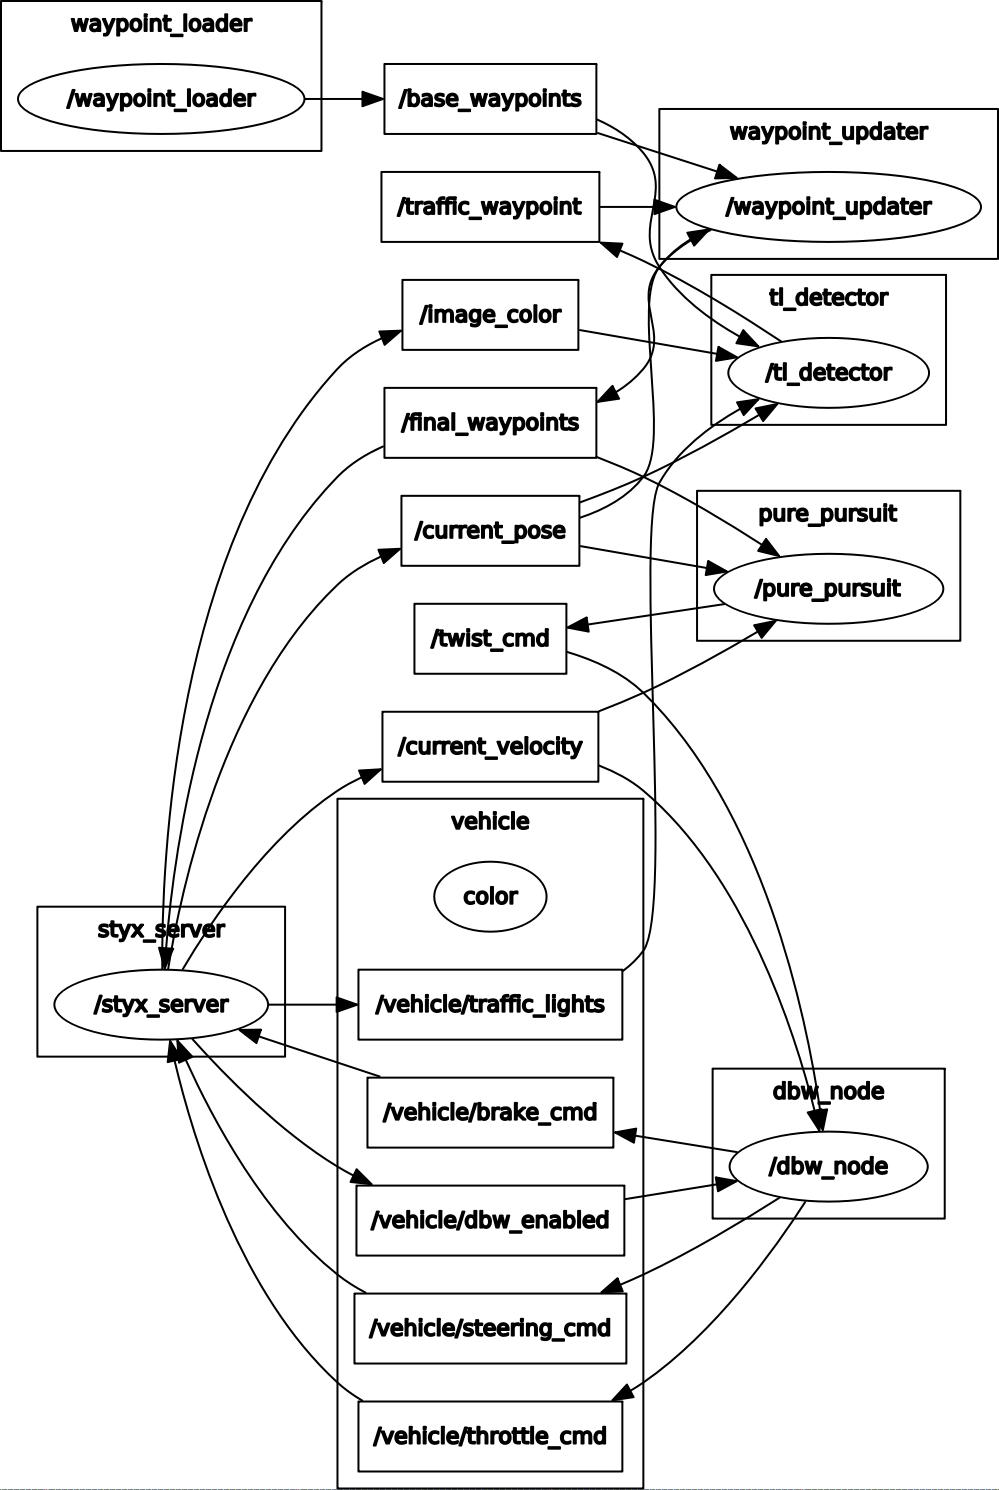 waypoint_loader
/waypoint_loader
/base_waypoints
waypoint_updater
/traffic_waypoint
/waypoint_updater
tl_detector
/image_color
/tl_detector
/final_waypoints
pure_pursuit
/current_pose
/pure_pursuit
/twist_cmd
/current_velocity
vehicle
color
styx_server
/styx_server
/vehicle/traffic_lights
dbw_node
/vehicle/brake_cmd
/dbw_node
/vehicle/dbw_enabled
/vehicle/steering_cmd
/vehicle/throttle_cmd